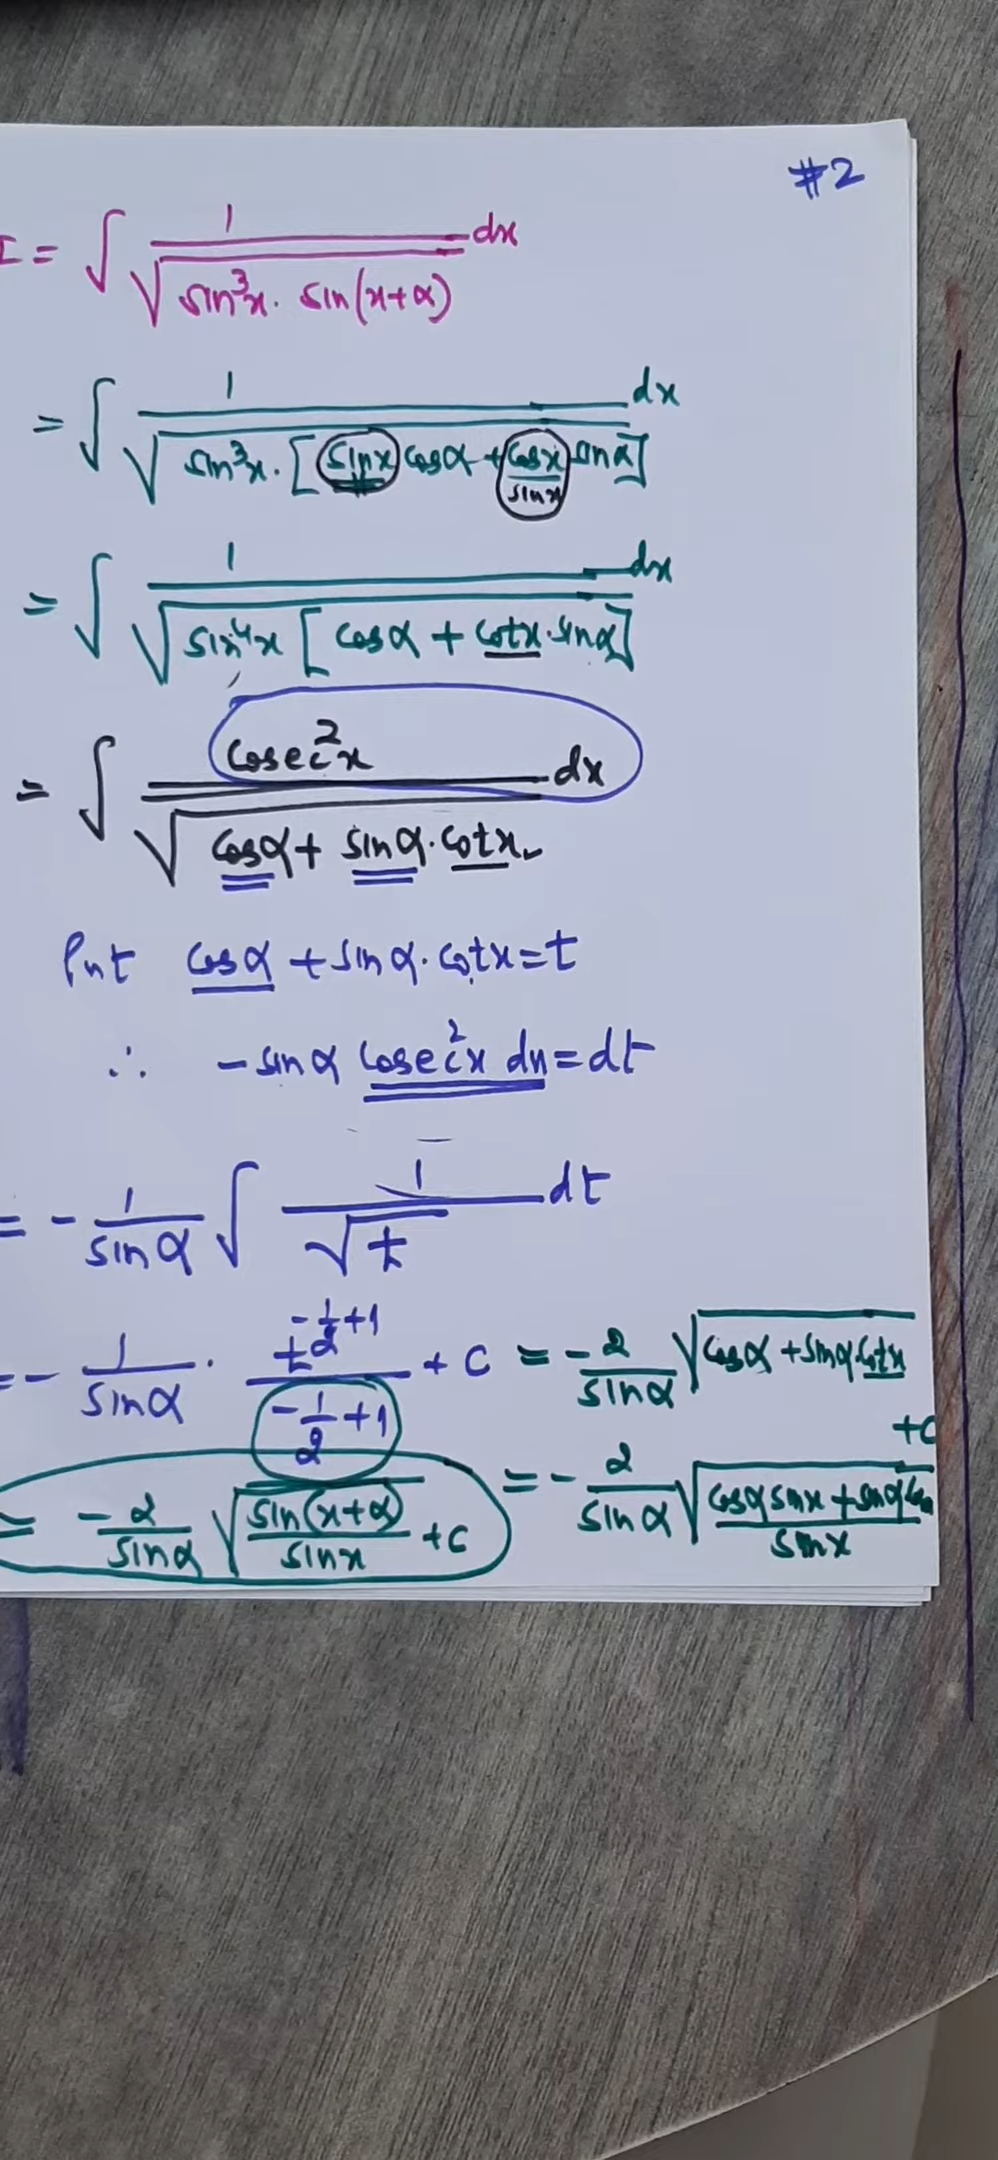 #2
I = ∫ 1/√(sin³x · sin(x+α)) dx
= ∫ 1/√(sin³x · [sinx cosα + cosx/sinx sinα]) dx
= ∫ 1/√(sin⁴x [cosα + cotx · sinα]) dx
= ∫ cosec²x/√(cosα + sinα · cotx) dx
Put cosα + sinα · cotx = t
∴ -sinα cosec²x dx = dt
= - 1/sinα ∫ 1/√t dt
= - 1/sinα · t^(-1/2+1)/(-1/2+1) + c = - 2/sinα √(cosα + sinα·cotx) + c
= - 2/sinα √((cosα sinx + sinα cosx)/sinx)
= -2/sinα √(sin(x+α)/sinx) + c